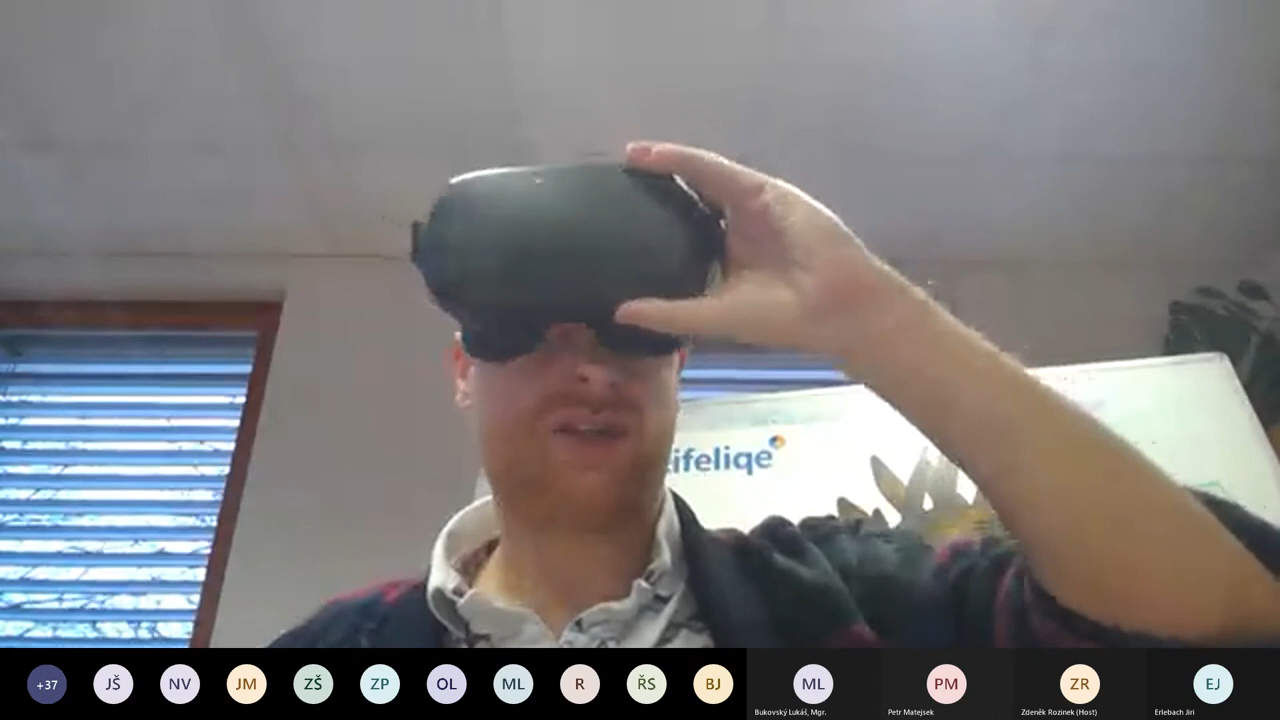 ifeliqe
+37
JŠ
NV
JM
ZŠ
ZP
OL
ML
R
ŘS
BJ
ML
PM
ZR
EJ
Bukovský Lukáš, Mgr.
Petr Matejsek
Zdeněk Rozinek (Host)
Erlebach Jiri